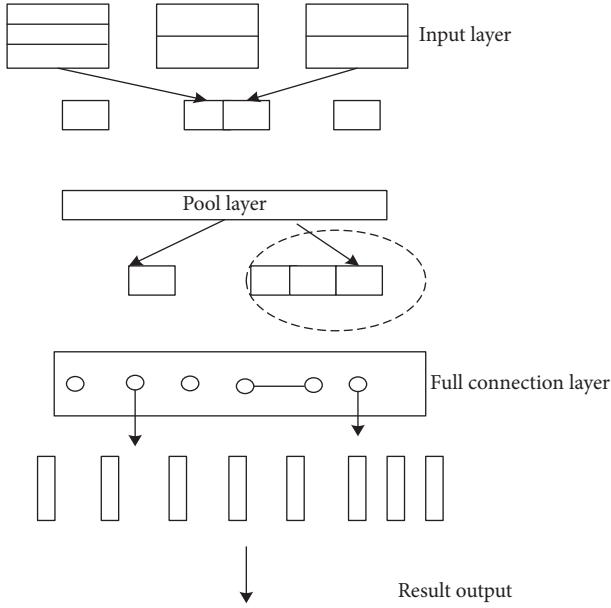 Input layer
Pool layer
Full connection layer
Result output